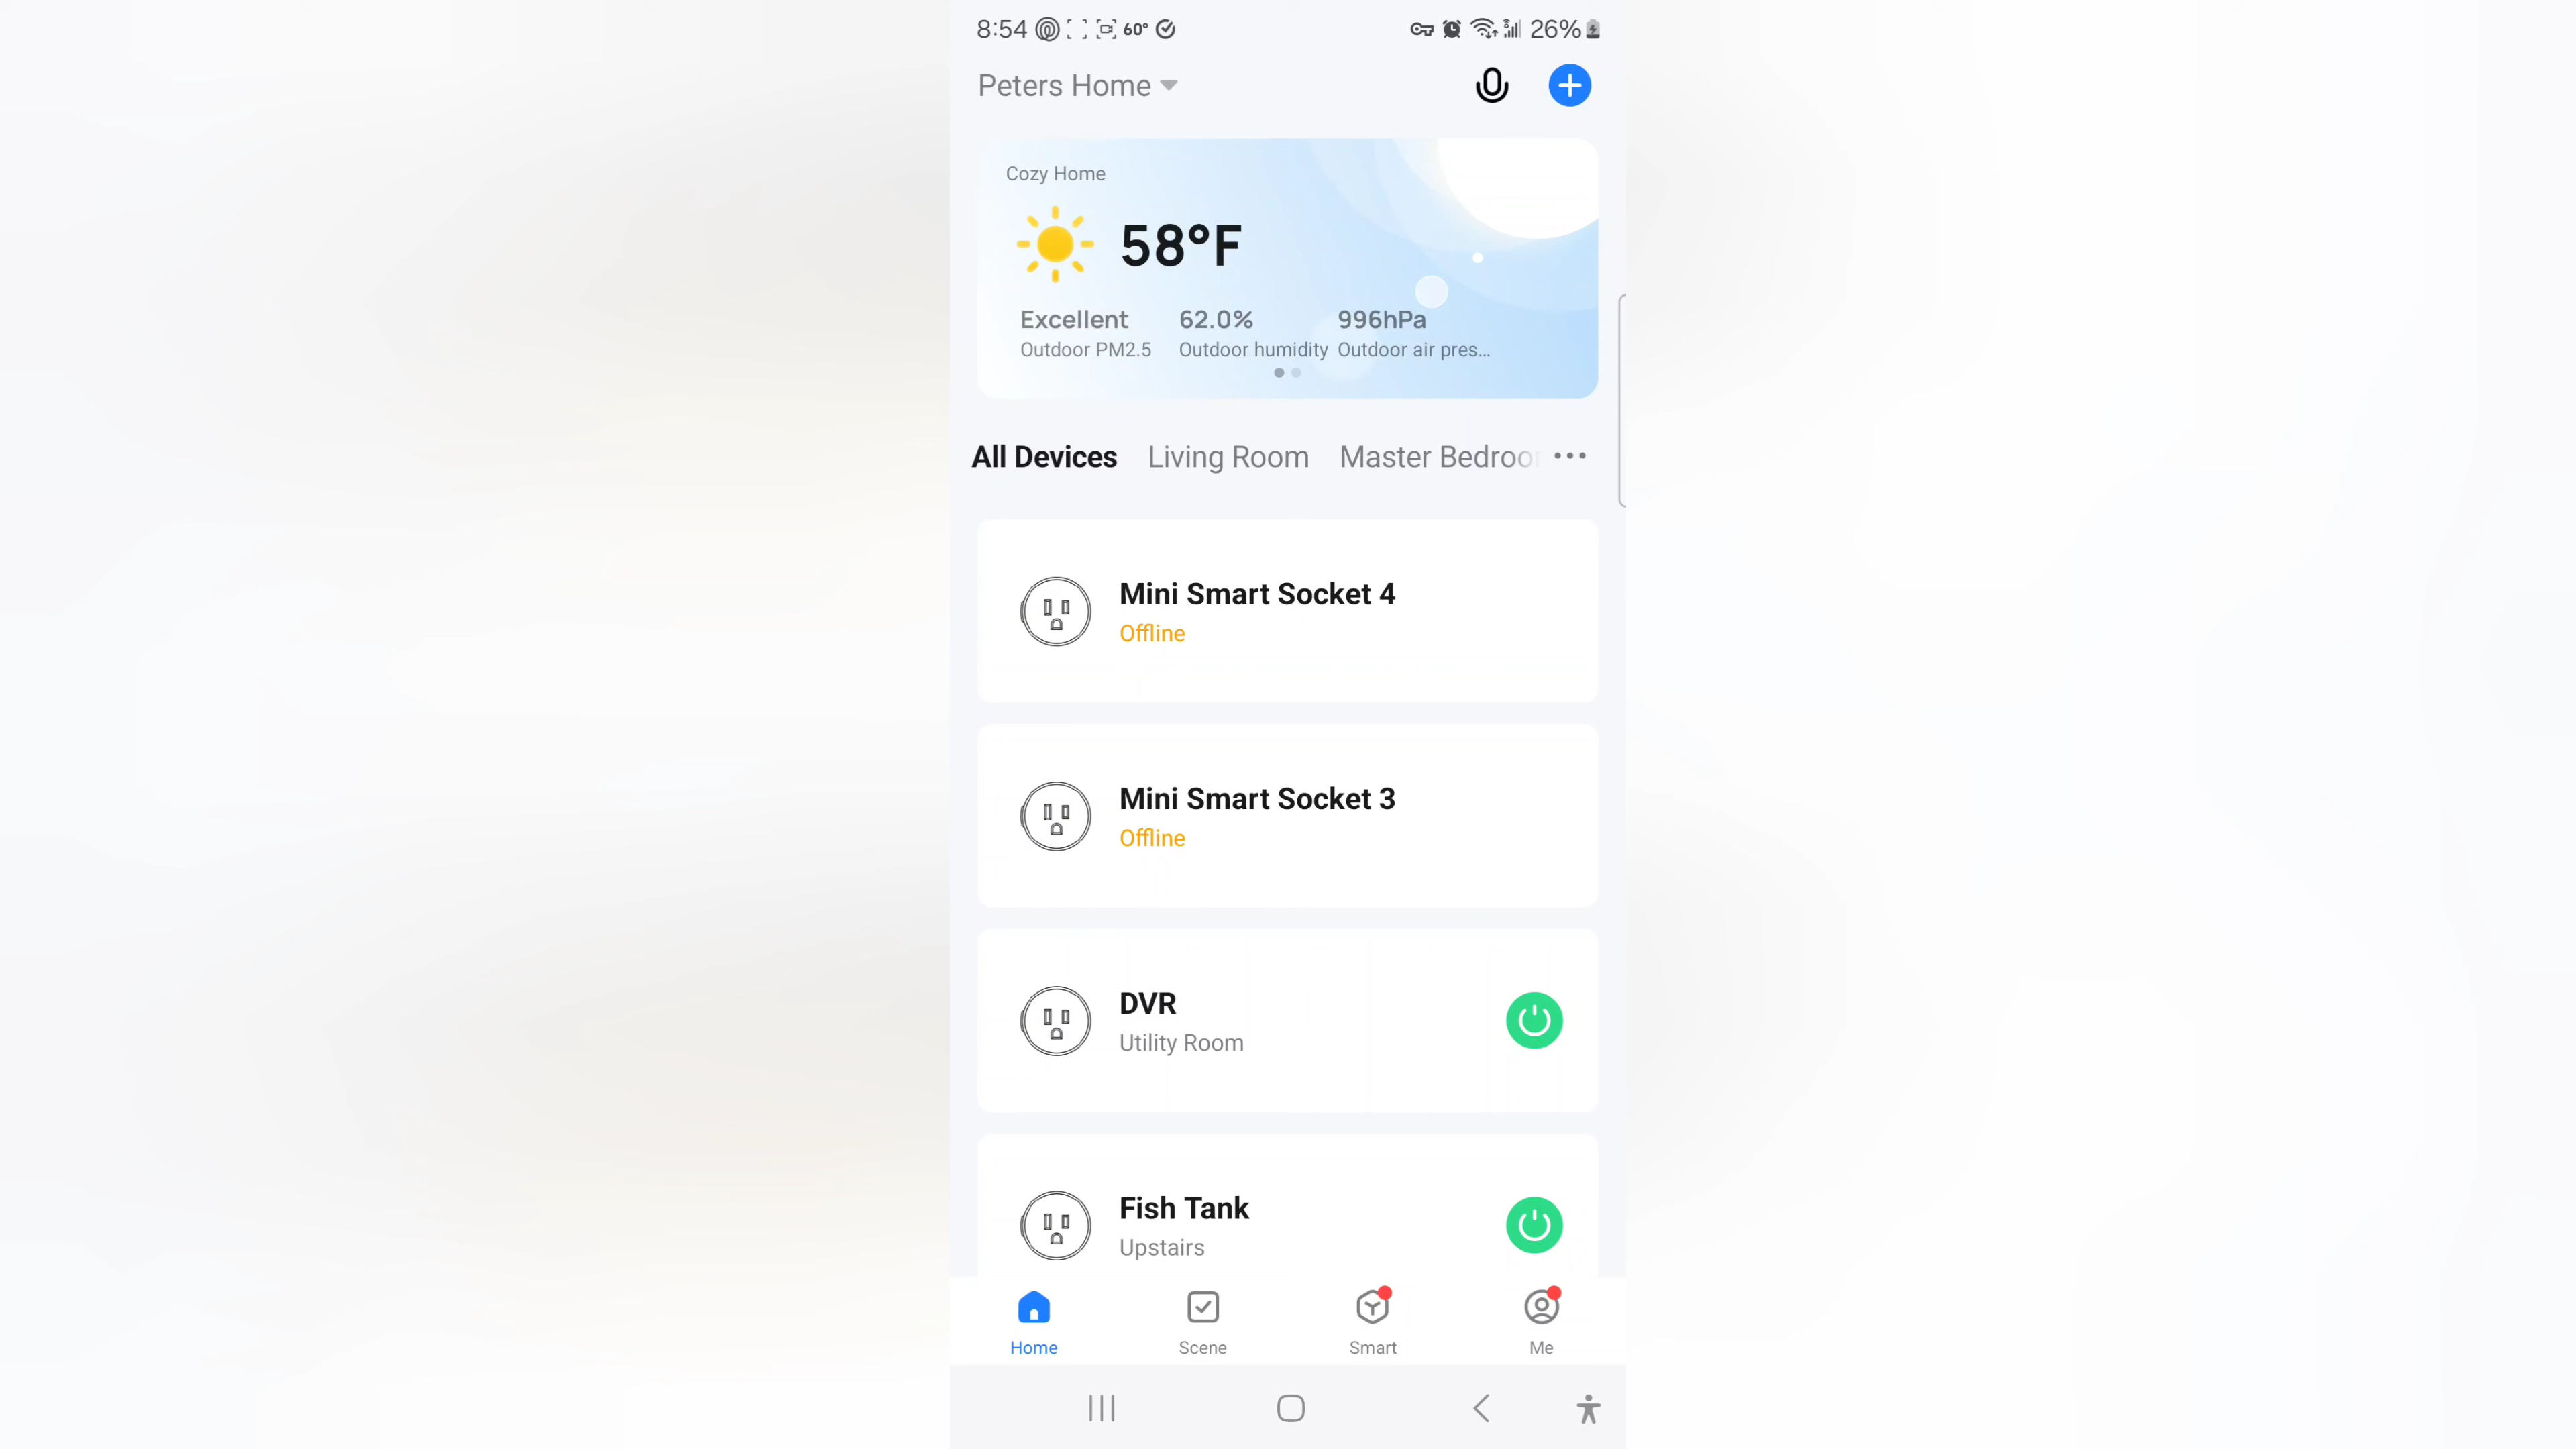 8:54 60° 26%
Peters Home
Cozy Home
58°F
Excellent 62.0% 996hPa
Outdoor PM2.5 Outdoor humidity Outdoor air pres...
All Devices Living Room Master Bedroo
Mini Smart Socket 4
Offline
Mini Smart Socket 3
Offline
DVR
Utility Room
Fish Tank
Upstairs
Home Scene Smart Me